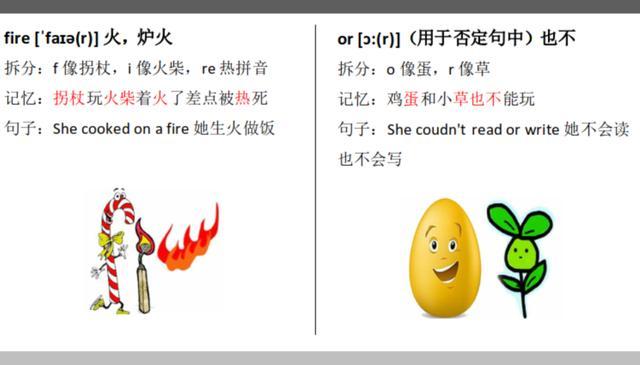 fire [ˈfaɪə(r)] 火，炉火
拆分：f 像拐杖，i 像火柴，re 热拼音
记忆：拐杖玩火柴着火了差点被热死
句子：She cooked on a fire 她生火做饭
or [ɔ:(r)]（用于否定句中）也不
拆分：o 像蛋，r 像草
记忆：鸡蛋和小草也不能玩
句子：She coudn't read or write 她不会读
也不会写